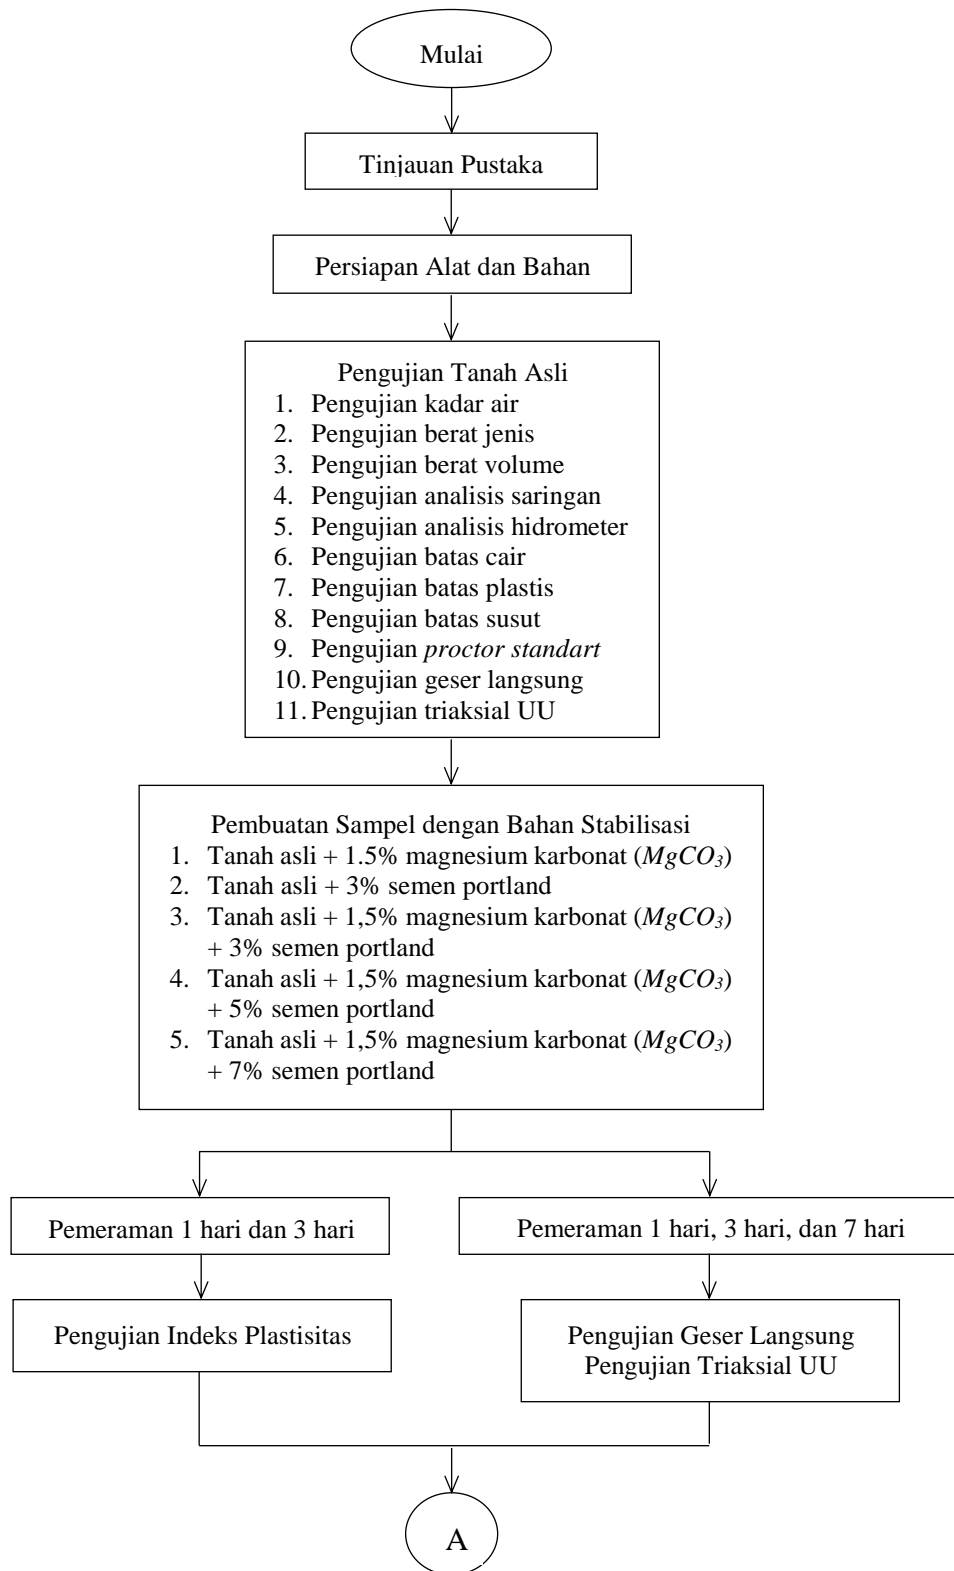 Mulai
Tinjauan Pustaka
Persiapan Alat dan Bahan
Pengujian Tanah Asli
1. Pengujian kadar air
2. Pengujian berat jenis
3. Pengujian berat volume
4. Pengujian analisis saringan
5. Pengujian analisis hidrometer
6. Pengujian batas cair
7. Pengujian batas plastis
8. Pengujian batas susut
9. Pengujian proctor standart
10. Pengujian geser langsung
11. Pengujian triaksial UU
Pembuatan Sampel dengan Bahan Stabilisasi
1. Tanah asli + 1.5% magnesium karbonat (MgCO₃)
2. Tanah asli + 3% semen portland
3. Tanah asli + 1,5% magnesium karbonat (MgCO₃)
+ 3% semen portland
4. Tanah asli + 1,5% magnesium karbonat (MgCO₃)
+ 5% semen portland
5. Tanah asli + 1,5% magnesium karbonat (MgCO₃)
+ 7% semen portland
Pemeraman 1 hari dan 3 hari
Pengujian Indeks Plastisitas
Pemeraman 1 hari, 3 hari, dan 7 hari
Pengujian Geser Langsung
Pengujian Triaksial UU
A